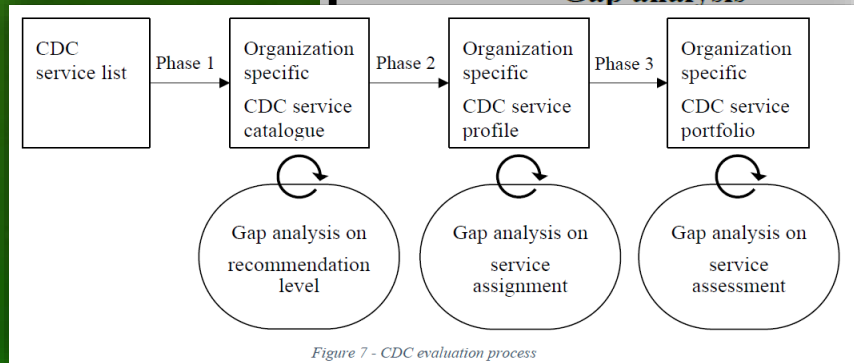 Gap analysis
CDC
service list
Phase 1
Organization
specific
CDC service
catalogue
Phase 2
Organization
specific
CDC service
profile
Phase 3
Organization
specific
CDC service
portfolio
Gap analysis on
recommendation
level
Gap analysis on
service
assignment
Gap analysis on
service
assessment
Figure 7 - CDC evaluation process